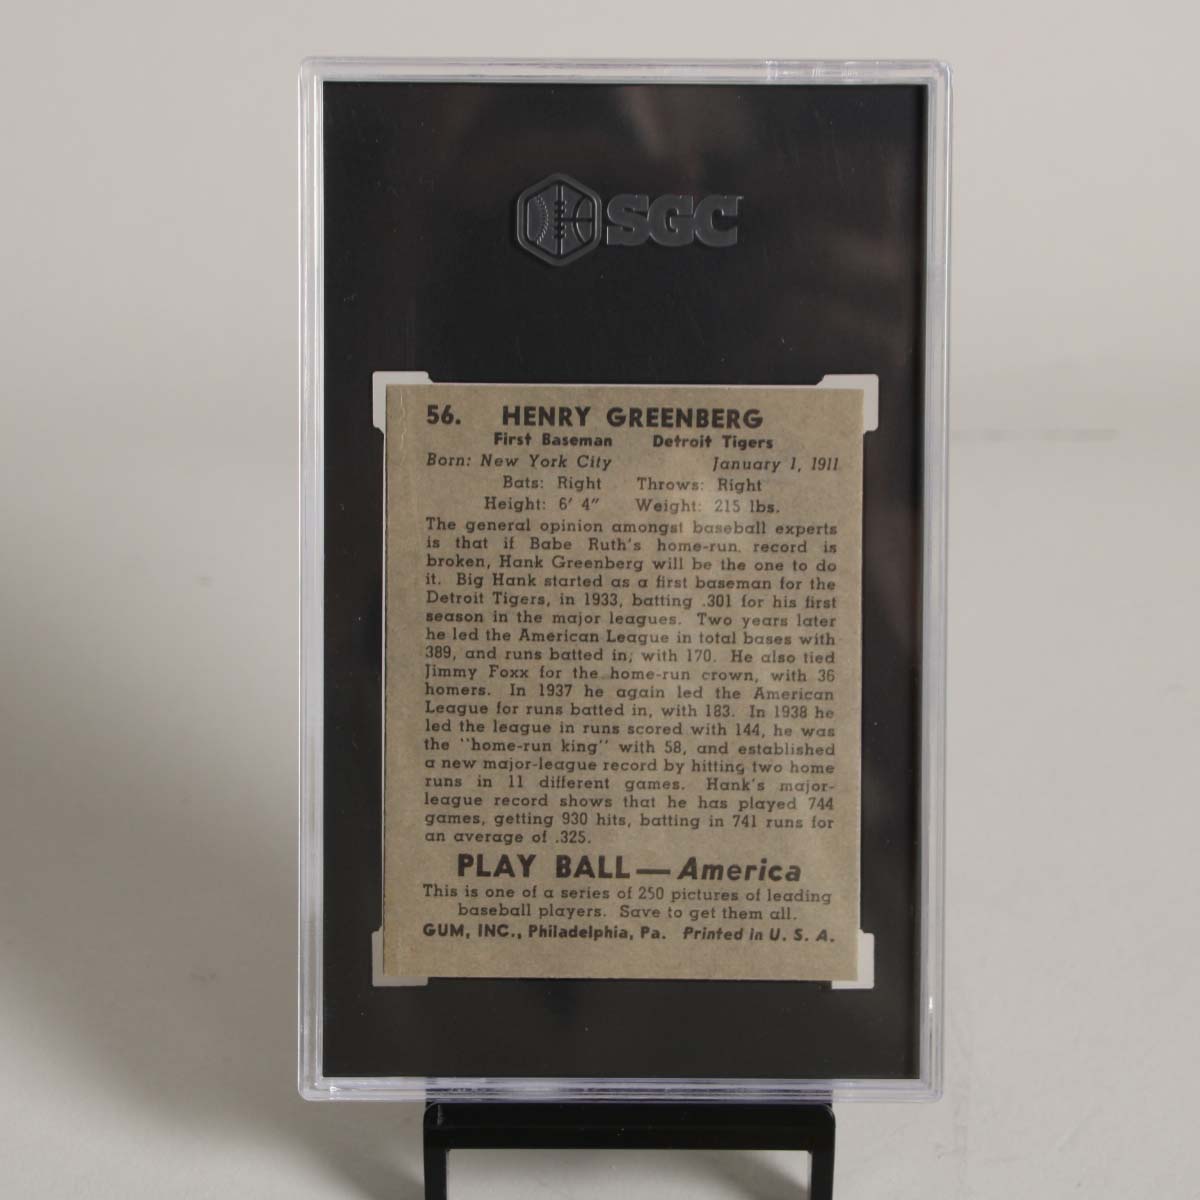 SGC
56. HENRY GREENBERG
First Baseman Detroit Tigers
Born: New York City January 1, 1911
Bats: Right Throws: Right
Height: 6' 4" Weight: 215 lbs.
The general opinion amongst baseball experts
is that if Babe Ruth's home-run record is
broken, Hank Greenberg will be the one to do
it. Big Hank started as a first baseman for the
Detroit Tigers, in 1933, batting .301 for his first
season in the major leagues. Two years later
he led the American League in total bases with
389, and runs batted in, with 170. He also tied
Jimmy Foxx for the home-run crown, with 36
homers. In 1937 he again led the American
League for runs batted in, with 183. In 1938 he
led the league in runs scored with 144, he was
the "home-run king" with 58, and established
a new major-league record by hitting two home
runs in 11 different games. Hank's major-
league record shows that he has played 744
games, getting 930 hits, batting in 741 runs for
an average of .325.
PLAY BALL — America
This is one of a series of 250 pictures of leading
baseball players. Save to get them all.
GUM, INC., Philadelphia, Pa. Printed in U. S. A.